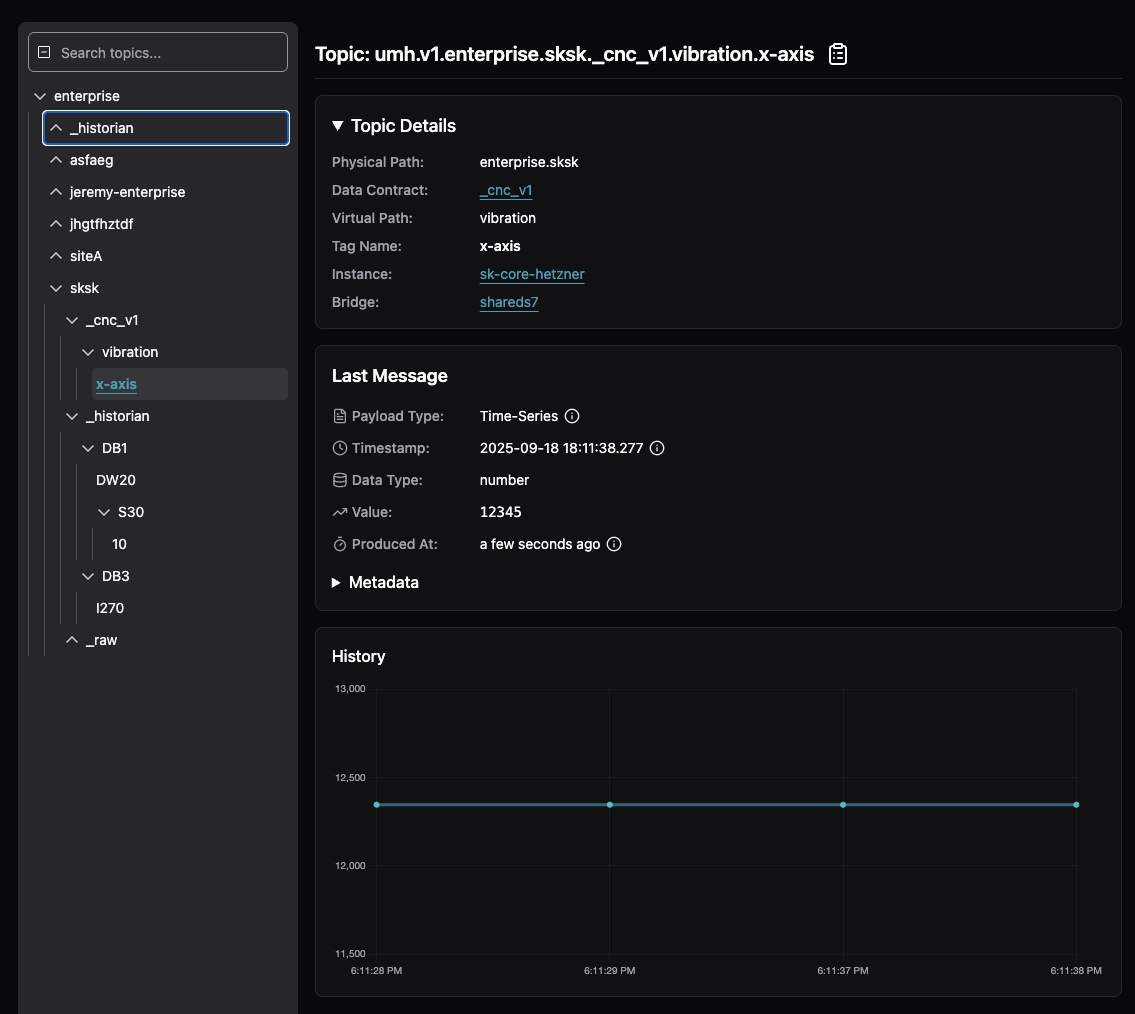 Search topics...
enterprise
_historian
asfaeg
jeremy-enterprise
jhgtfhztdf
siteA
sksk
_cnc_v1
vibration
x-axis
_historian
DB1
DW20
S30
10
DB3
I270
_raw
Topic: umh.v1.enterprise.sksk._cnc_v1.vibration.x-axis
Topic Details
Physical Path: enterprise.sksk
Data Contract: _cnc_v1
Virtual Path: vibration
Tag Name: x-axis
Instance: sk-core-hetzner
Bridge: shareds7
Last Message
Payload Type: Time-Series
Timestamp: 2025-09-18 18:11:38.277
Data Type: number
Value: 12345
Produced At: a few seconds ago
Metadata
History
13,000
12,500
12,000
11,500
6:11:28 PM 6:11:29 PM 6:11:37 PM 6:11:38 PM